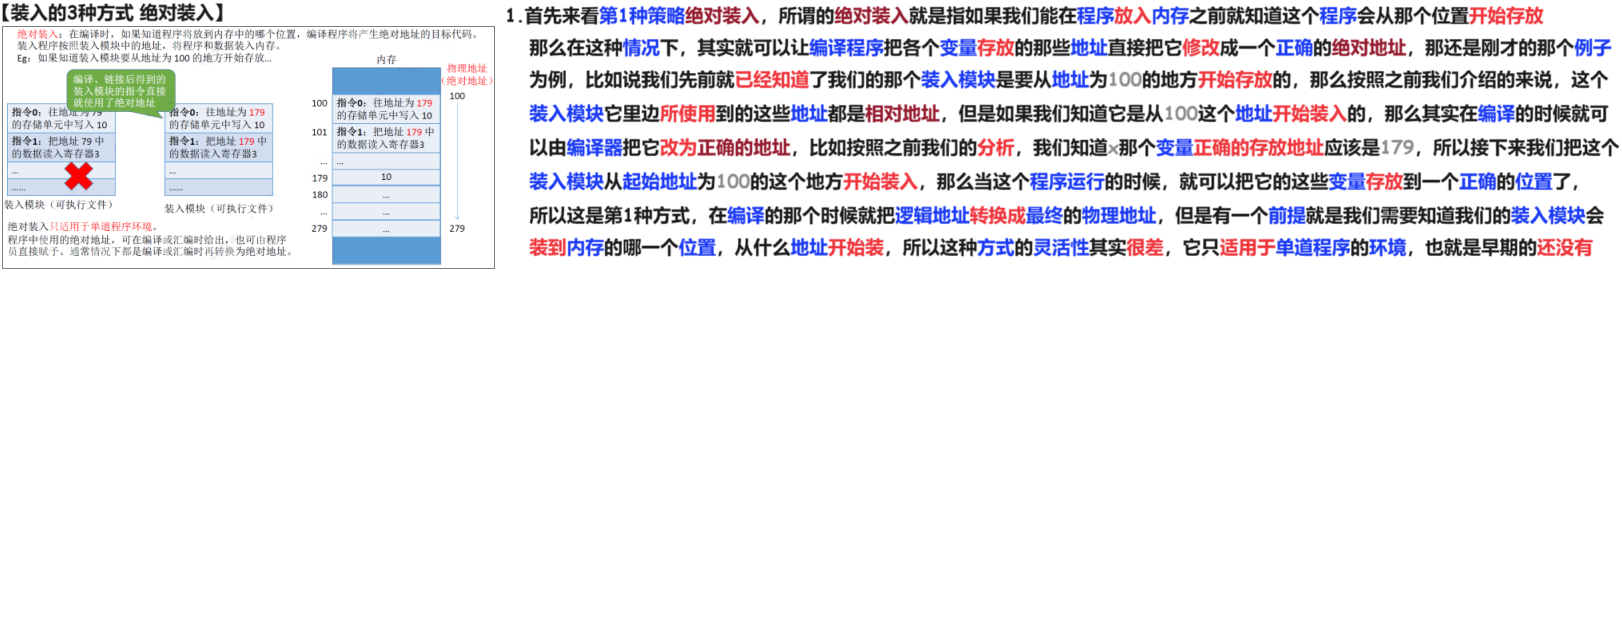 【装入的3种方式 绝对装入】
绝对装入：在编译时，如果知道程序将放到内存中的哪个位置，编译程序将产生绝对地址的目标代码。
装入程序按照装入模块中的地址，将程序和数据装入内存。
Eg：如果知道装入模块要从地址为 100 的地方开始存放...
编译、链接后得到的
装入模块的指令直接
就使用了绝对地址
指令0：往地址为 79
的存储单元中写入 10
指令1：把地址 79 中
的数据读入寄存器3
...
......
装入模块（可执行文件）
指令0：往地址为 179
的存储单元中写入 10
指令1：把地址 179 中
的数据读入寄存器3
...
......
装入模块（可执行文件）
内存
物理地址
（绝对地址）
100
指令0：往地址为 179
的存储单元中写入 10
100
101
指令1：把地址 179 中
的数据读入寄存器3
...
...
179
10
180
...
...
...
279
...
279
绝对装入只适用于单道程序环境。
程序中使用的绝对地址，可在编译或汇编时给出，也可由程序
员直接赋予。通常情况下都是编译或汇编时再转换为绝对地址。
1.首先来看第1种策略绝对装入，所谓的绝对装入就是指如果我们能在程序放入内存之前就知道这个程序会从那个位置开始存放
那么在这种情况下，其实就可以让编译程序把各个变量存放的那些地址直接把它修改成一个正确的绝对地址，那还是刚才的那个例子
为例，比如说我们先前就已经知道了我们的那个装入模块是要从地址为100的地方开始存放的，那么按照之前我们介绍的来说，这个
装入模块它里边所使用到的这些地址都是相对地址，但是如果我们知道它是从100这个地址开始装入的，那么其实在编译的时候就可
以由编译器把它改为正确的地址，比如按照之前我们的分析，我们知道x那个变量正确的存放地址应该是179，所以接下来我们把这个
装入模块从起始地址为100的这个地方开始装入，那么当这个程序运行的时候，就可以把它的这些变量存放到一个正确的位置了，
所以这是第1种方式，在编译的那个时候就把逻辑地址转换成最终的物理地址，但是有一个前提就是我们需要知道我们的装入模块会
装到内存的哪一个位置，从什么地址开始装，所以这种方式的灵活性其实很差，它只适用于单道程序的环境，也就是早期的还没有